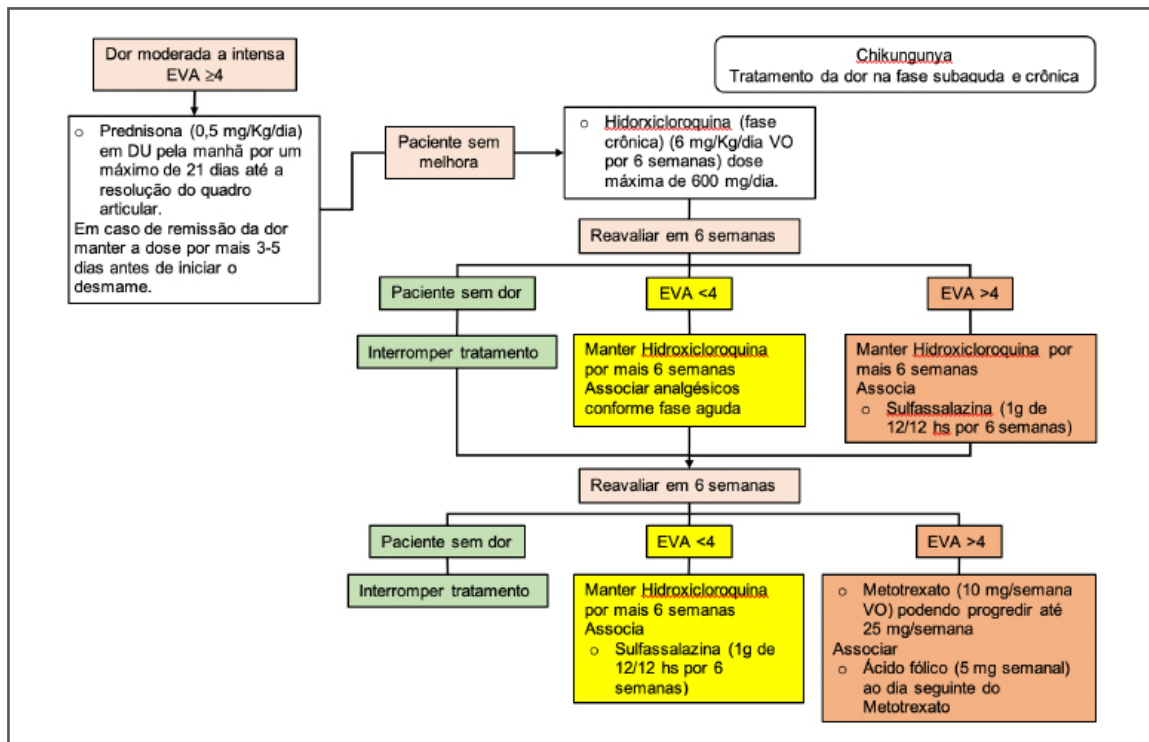 Dor moderada a intensa
EVA ≥4
Chikungunya
Tratamento da dor na fase subaguda e crônica
o Prednisona (0,5 mg/Kg/dia)
em DU pela manhã por um
máximo de 21 dias até a
resolução do quadro
articular.
Em caso de remissão da dor
manter a dose por mais 3-5
dias antes de iniciar o
desmame.
Paciente sem
melhora
o Hidorxicloroquina (fase
crônica) (6 mg/Kg/dia VO
por 6 semanas) dose
máxima de 600 mg/dia.
Reavaliar em 6 semanas
Paciente sem dor
EVA <4
EVA >4
Interromper tratamento
Manter Hidroxicloroquina
por mais 6 semanas
Associar analgésicos
conforme fase aguda
Manter Hidroxicloroquina por
mais 6 semanas
Associa
o Sulfassalazina (1g de
12/12 hs por 6 semanas)
Reavaliar em 6 semanas
Paciente sem dor
EVA <4
EVA >4
Interromper tratamento
Manter Hidroxicloroquina
por mais 6 semanas
Associa
o Sulfassalazina (1g de
12/12 hs por 6
semanas)
o Metotrexato (10 mg/semana
VO) podendo progredir até
25 mg/semana
Associar
o Ácido fólico (5 mg semanal)
ao dia seguinte do
Metotrexato